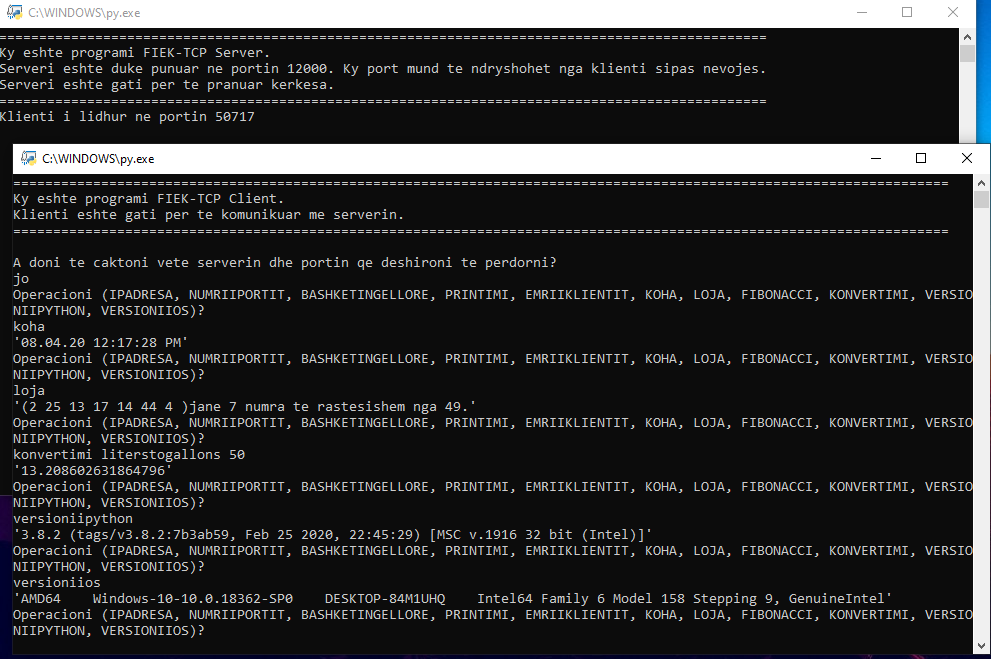 C:\WINDOWS\py.exe
================================================================================================
Ky eshte programi FIEK-TCP Server.
Serveri eshte duke punuar ne portin 12000. Ky port mund te ndryshohet nga klienti sipas nevojes.
Serveri eshte gati per te pranuar kerkesa.
================================================================================================
Klienti i lidhur ne portin 50717
C:\WINDOWS\py.exe
=====================================================================================================================
Ky eshte programi FIEK-TCP Client.
Klienti eshte gati per te komunikuar me serverin.
=====================================================================================================================
A doni te caktoni vete serverin dhe portin qe deshironi te perdorni?
jo
Operacioni (IPADRESA, NUMRIIPORTIT, BASHKETINGELLORE, PRINTIMI, EMRIIKLIENTIT, KOHA, LOJA, FIBONACCI, KONVERTIMI, VERSIO
NIIPYTHON, VERSIONIIOS)?
koha
'08.04.20 12:17:28 PM'
Operacioni (IPADRESA, NUMRIIPORTIT, BASHKETINGELLORE, PRINTIMI, EMRIIKLIENTIT, KOHA, LOJA, FIBONACCI, KONVERTIMI, VERSIO
NIIPYTHON, VERSIONIIOS)?
loja
'(2 25 13 17 14 44 4 )jane 7 numra te rastesishem nga 49.'
Operacioni (IPADRESA, NUMRIIPORTIT, BASHKETINGELLORE, PRINTIMI, EMRIIKLIENTIT, KOHA, LOJA, FIBONACCI, KONVERTIMI, VERSIO
NIIPYTHON, VERSIONIIOS)?
konvertimi literstogallons 50
'13.208602631864796'
Operacioni (IPADRESA, NUMRIIPORTIT, BASHKETINGELLORE, PRINTIMI, EMRIIKLIENTIT, KOHA, LOJA, FIBONACCI, KONVERTIMI, VERSIO
NIIPYTHON, VERSIONIIOS)?
versioniipython
'3.8.2 (tags/v3.8.2:7b3ab59, Feb 25 2020, 22:45:29) [MSC v.1916 32 bit (Intel)]'
Operacioni (IPADRESA, NUMRIIPORTIT, BASHKETINGELLORE, PRINTIMI, EMRIIKLIENTIT, KOHA, LOJA, FIBONACCI, KONVERTIMI, VERSIO
NIIPYTHON, VERSIONIIOS)?
versioniios
'AMD64    Windows-10-10.0.18362-SP0    DESKTOP-84M1UHQ    Intel64 Family 6 Model 158 Stepping 9, GenuineIntel'
Operacioni (IPADRESA, NUMRIIPORTIT, BASHKETINGELLORE, PRINTIMI, EMRIIKLIENTIT, KOHA, LOJA, FIBONACCI, KONVERTIMI, VERSIO
NIIPYTHON, VERSIONIIOS)?